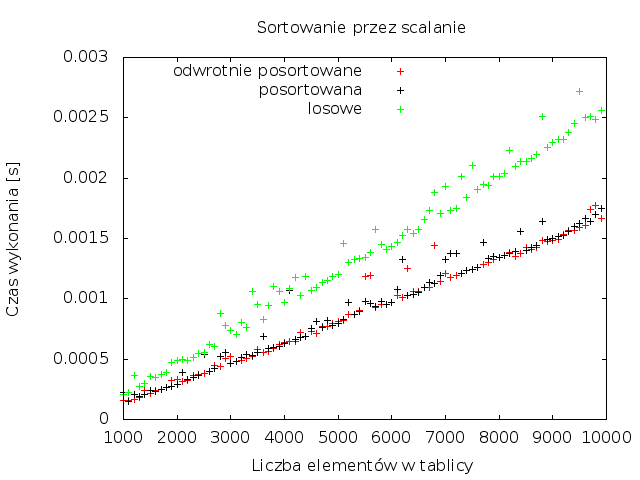 Sortowanie przez scalanie
0.003
odwrotnie posortowane
posortowana
losowe
0.0025
0.002
0.0015
0.001
0.0005
0
Czas wykonania [s]
1000 2000 3000 4000 5000 6000 7000 8000 9000 10000
Liczba elementów w tablicy